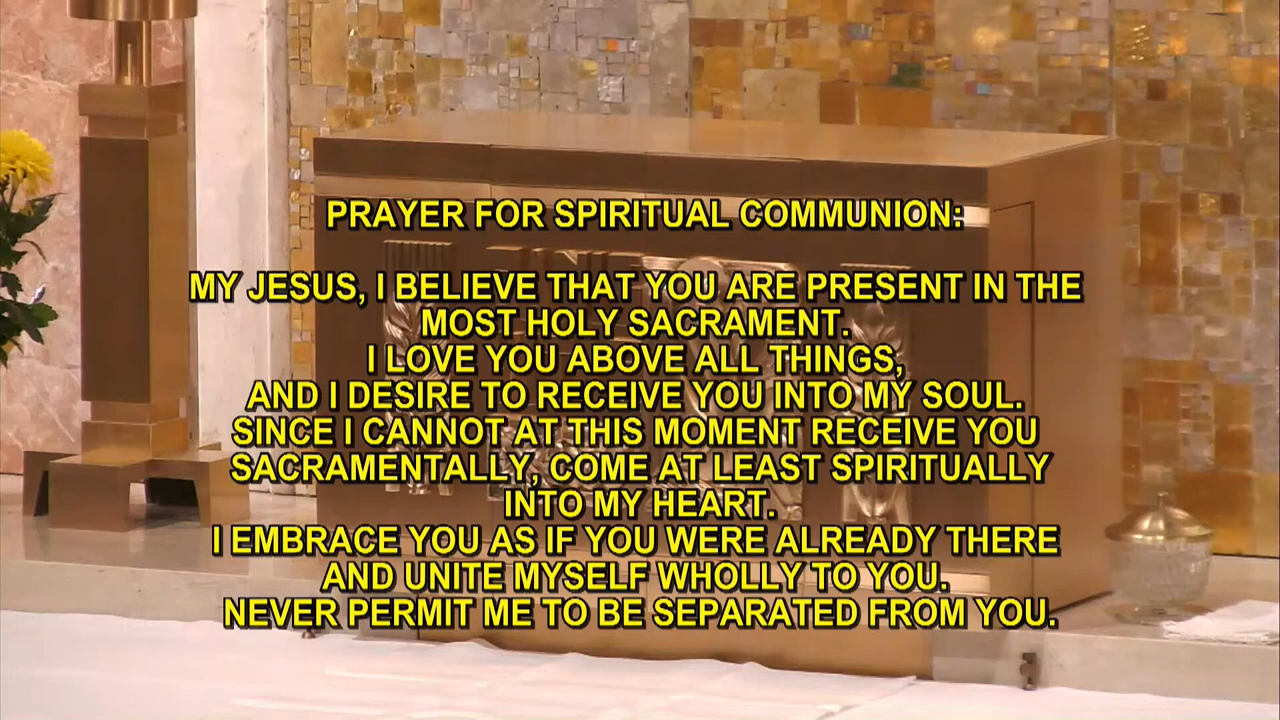 PRAYER FOR SPIRITUAL COMMUNION:
MY JESUS, I BELIEVE THAT YOU ARE PRESENT IN THE
MOST HOLY SACRAMENT.
I LOVE YOU ABOVE ALL THINGS,
AND I DESIRE TO RECEIVE YOU INTO MY SOUL.
SINCE I CANNOT AT THIS MOMENT RECEIVE YOU
SACRAMENTALLY, COME AT LEAST SPIRITUALLY
INTO MY HEART.
I EMBRACE YOU AS IF YOU WERE ALREADY THERE
AND UNITE MYSELF WHOLLY TO YOU.
NEVER PERMIT ME TO BE SEPARATED FROM YOU.